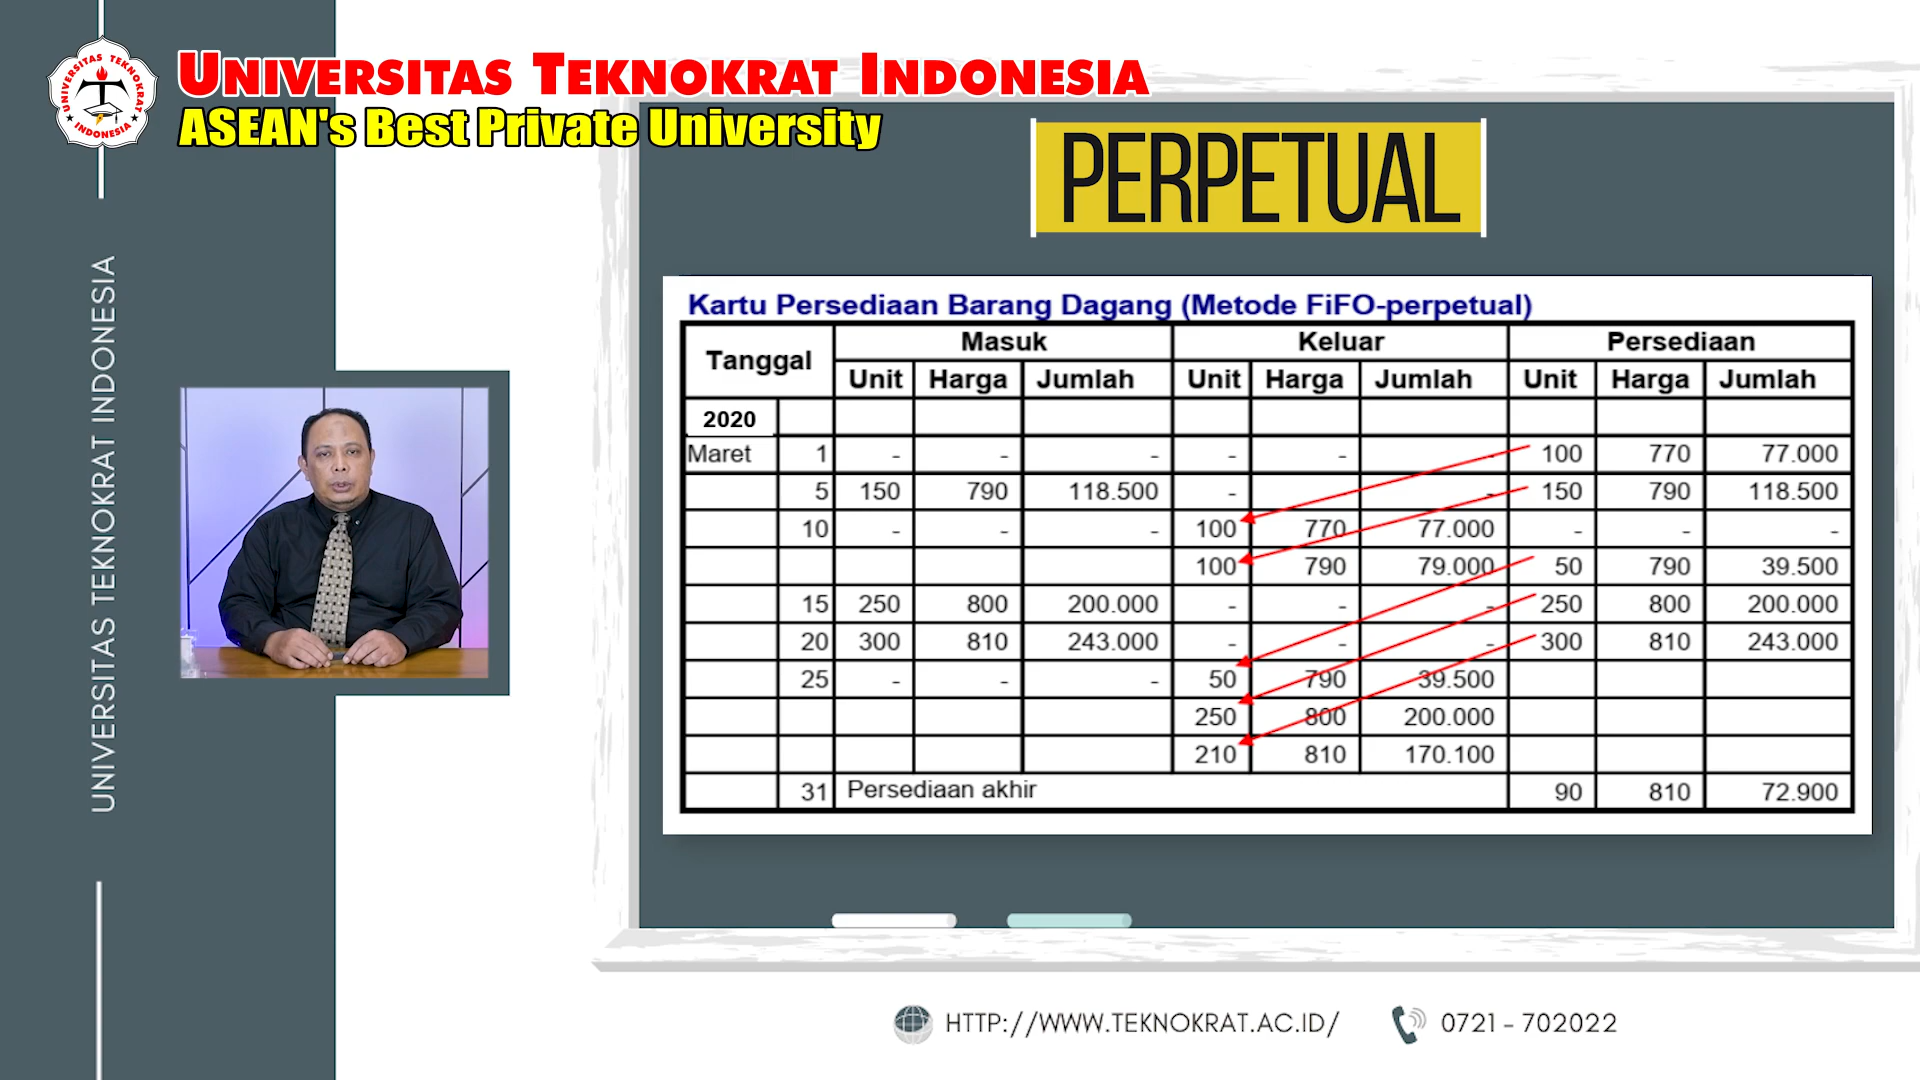 UNIVERSITAS TEKNOKRAT INDONESIA
UNIVERSITAS TEKNOKRAT INDONESIA
ASEAN's Best Private University
UNIVERSITAS TEKNOKRAT INDONESIA
PERPETUAL
Kartu Persediaan Barang Dagang (Metode FiFO-perpetual)
Tanggal Masuk Keluar Persediaan
Unit Harga Jumlah Unit Harga Jumlah Unit Harga Jumlah
2020
Maret 1 - - - - - - 100 770 77.000
5 150 790 118.500 - - 150 790 118.500
10 - - - 100 770 77.000 - - -
100 790 79.000 50 790 39.500
15 250 800 200.000 - - - 250 800 200.000
20 300 810 243.000 - - - 300 810 243.000
25 - - - 50 790 39.500
250 800 200.000
210 810 170.100
31 Persediaan akhir 90 810 72.900
HTTP://WWW.TEKNOKRAT.AC.ID/ 0721 - 702022